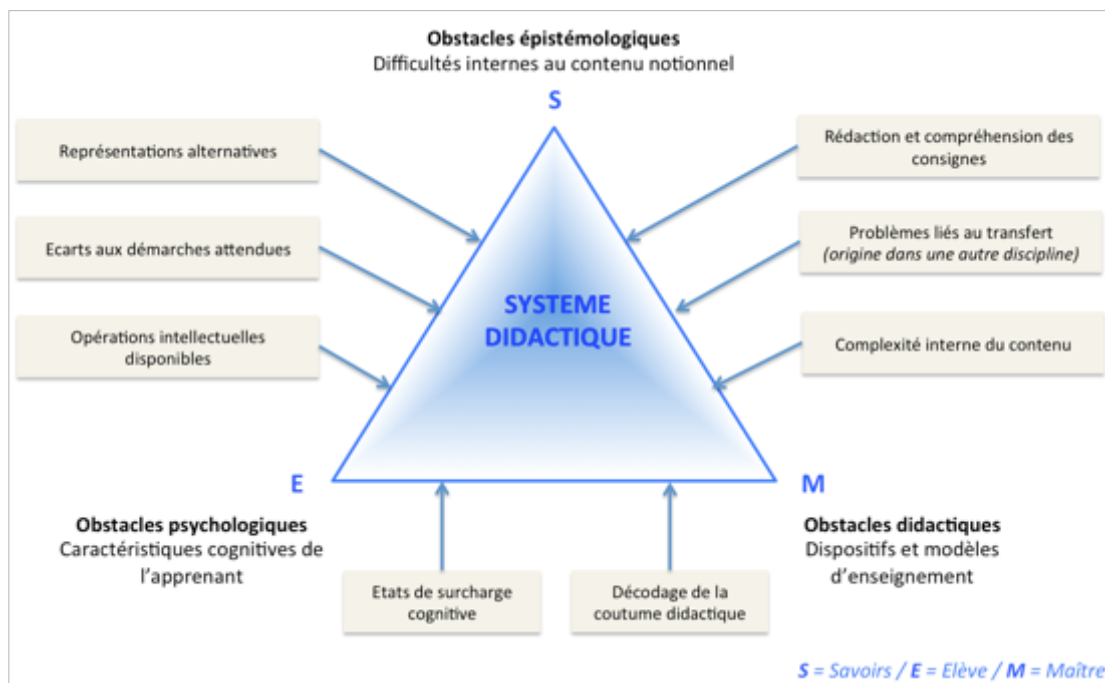 Obstacles épistémologiques
Difficultés internes au contenu notionnel
S
Représentations alternatives
Rédaction et compréhension des
consignes
Ecarts aux démarches attendues
Problèmes liés au transfert
(origine dans une autre discipline)
SYSTEME
DIDACTIQUE
Opérations intellectuelles
disponibles
Complexité interne du contenu
E
M
Obstacles psychologiques
Caractéristiques cognitives de
l'apprenant
Obstacles didactiques
Dispositifs et modèles
d'enseignement
Etats de surcharge
cognitive
Décodage de la
coutume didactique
S = Savoirs / E = Elève / M = Maître